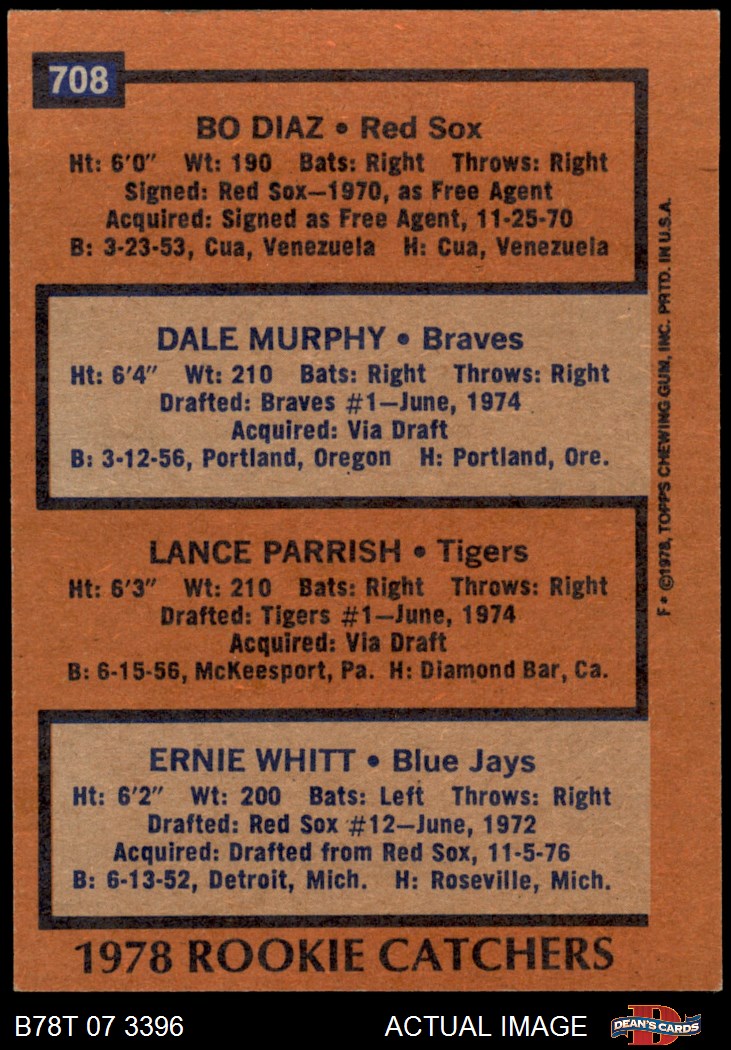 708
BO DIAZ • Red Sox
Ht: 6'0" Wt: 190 Bats: Right Throws: Right
Signed: Red Sox—1970, as Free Agent
Acquired: Signed as Free Agent, 11-25-70
B: 3-23-53, Cua, Venezuela H: Cua, Venezuela
DALE MURPHY • Braves
Ht: 6'4" Wt: 210 Bats: Right Throws: Right
Drafted: Braves #1—June, 1974
Acquired: Via Draft
B: 3-12-56, Portland, Oregon H: Portland, Ore.
LANCE PARRISH • Tigers
Ht: 6'3" Wt: 210 Bats: Right Throws: Right
Drafted: Tigers #1—June, 1974
Acquired: Via Draft
B: 6-15-56, McKeesport, Pa. H: Diamond Bar, Ca.
ERNIE WHITT • Blue Jays
Ht: 6'2" Wt: 200 Bats: Left Throws: Right
Drafted: Red Sox #12—June, 1972
Acquired: Drafted from Red Sox, 11-5-76
B: 6-13-52, Detroit, Mich. H: Roseville, Mich.
1978 ROOKIE CATCHERS
F • ©1978, TOPPS CHEWING GUM, INC. PRTD. IN U.S.A.
B78T 07 3396 ACTUAL IMAGE
D
DEAN'S CARDS